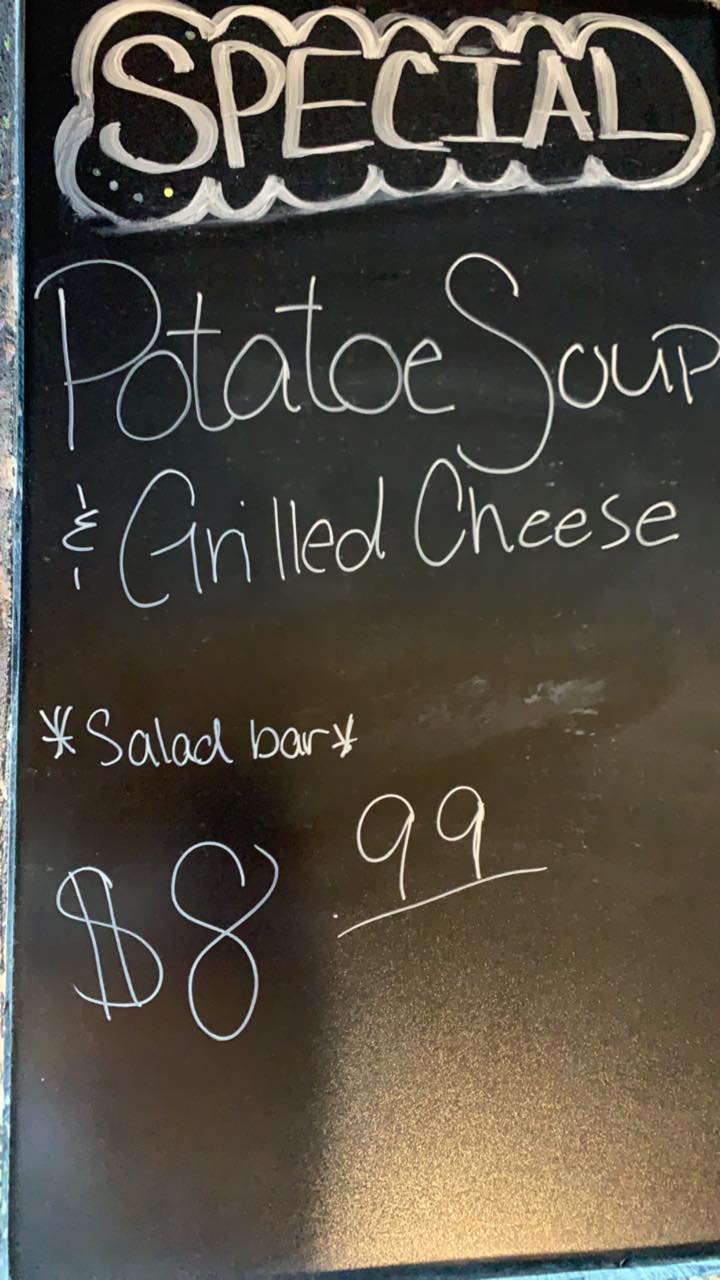 SPECIAL
Potatoe Soup
& Grilled Cheese
*Salad bar*
$8.99